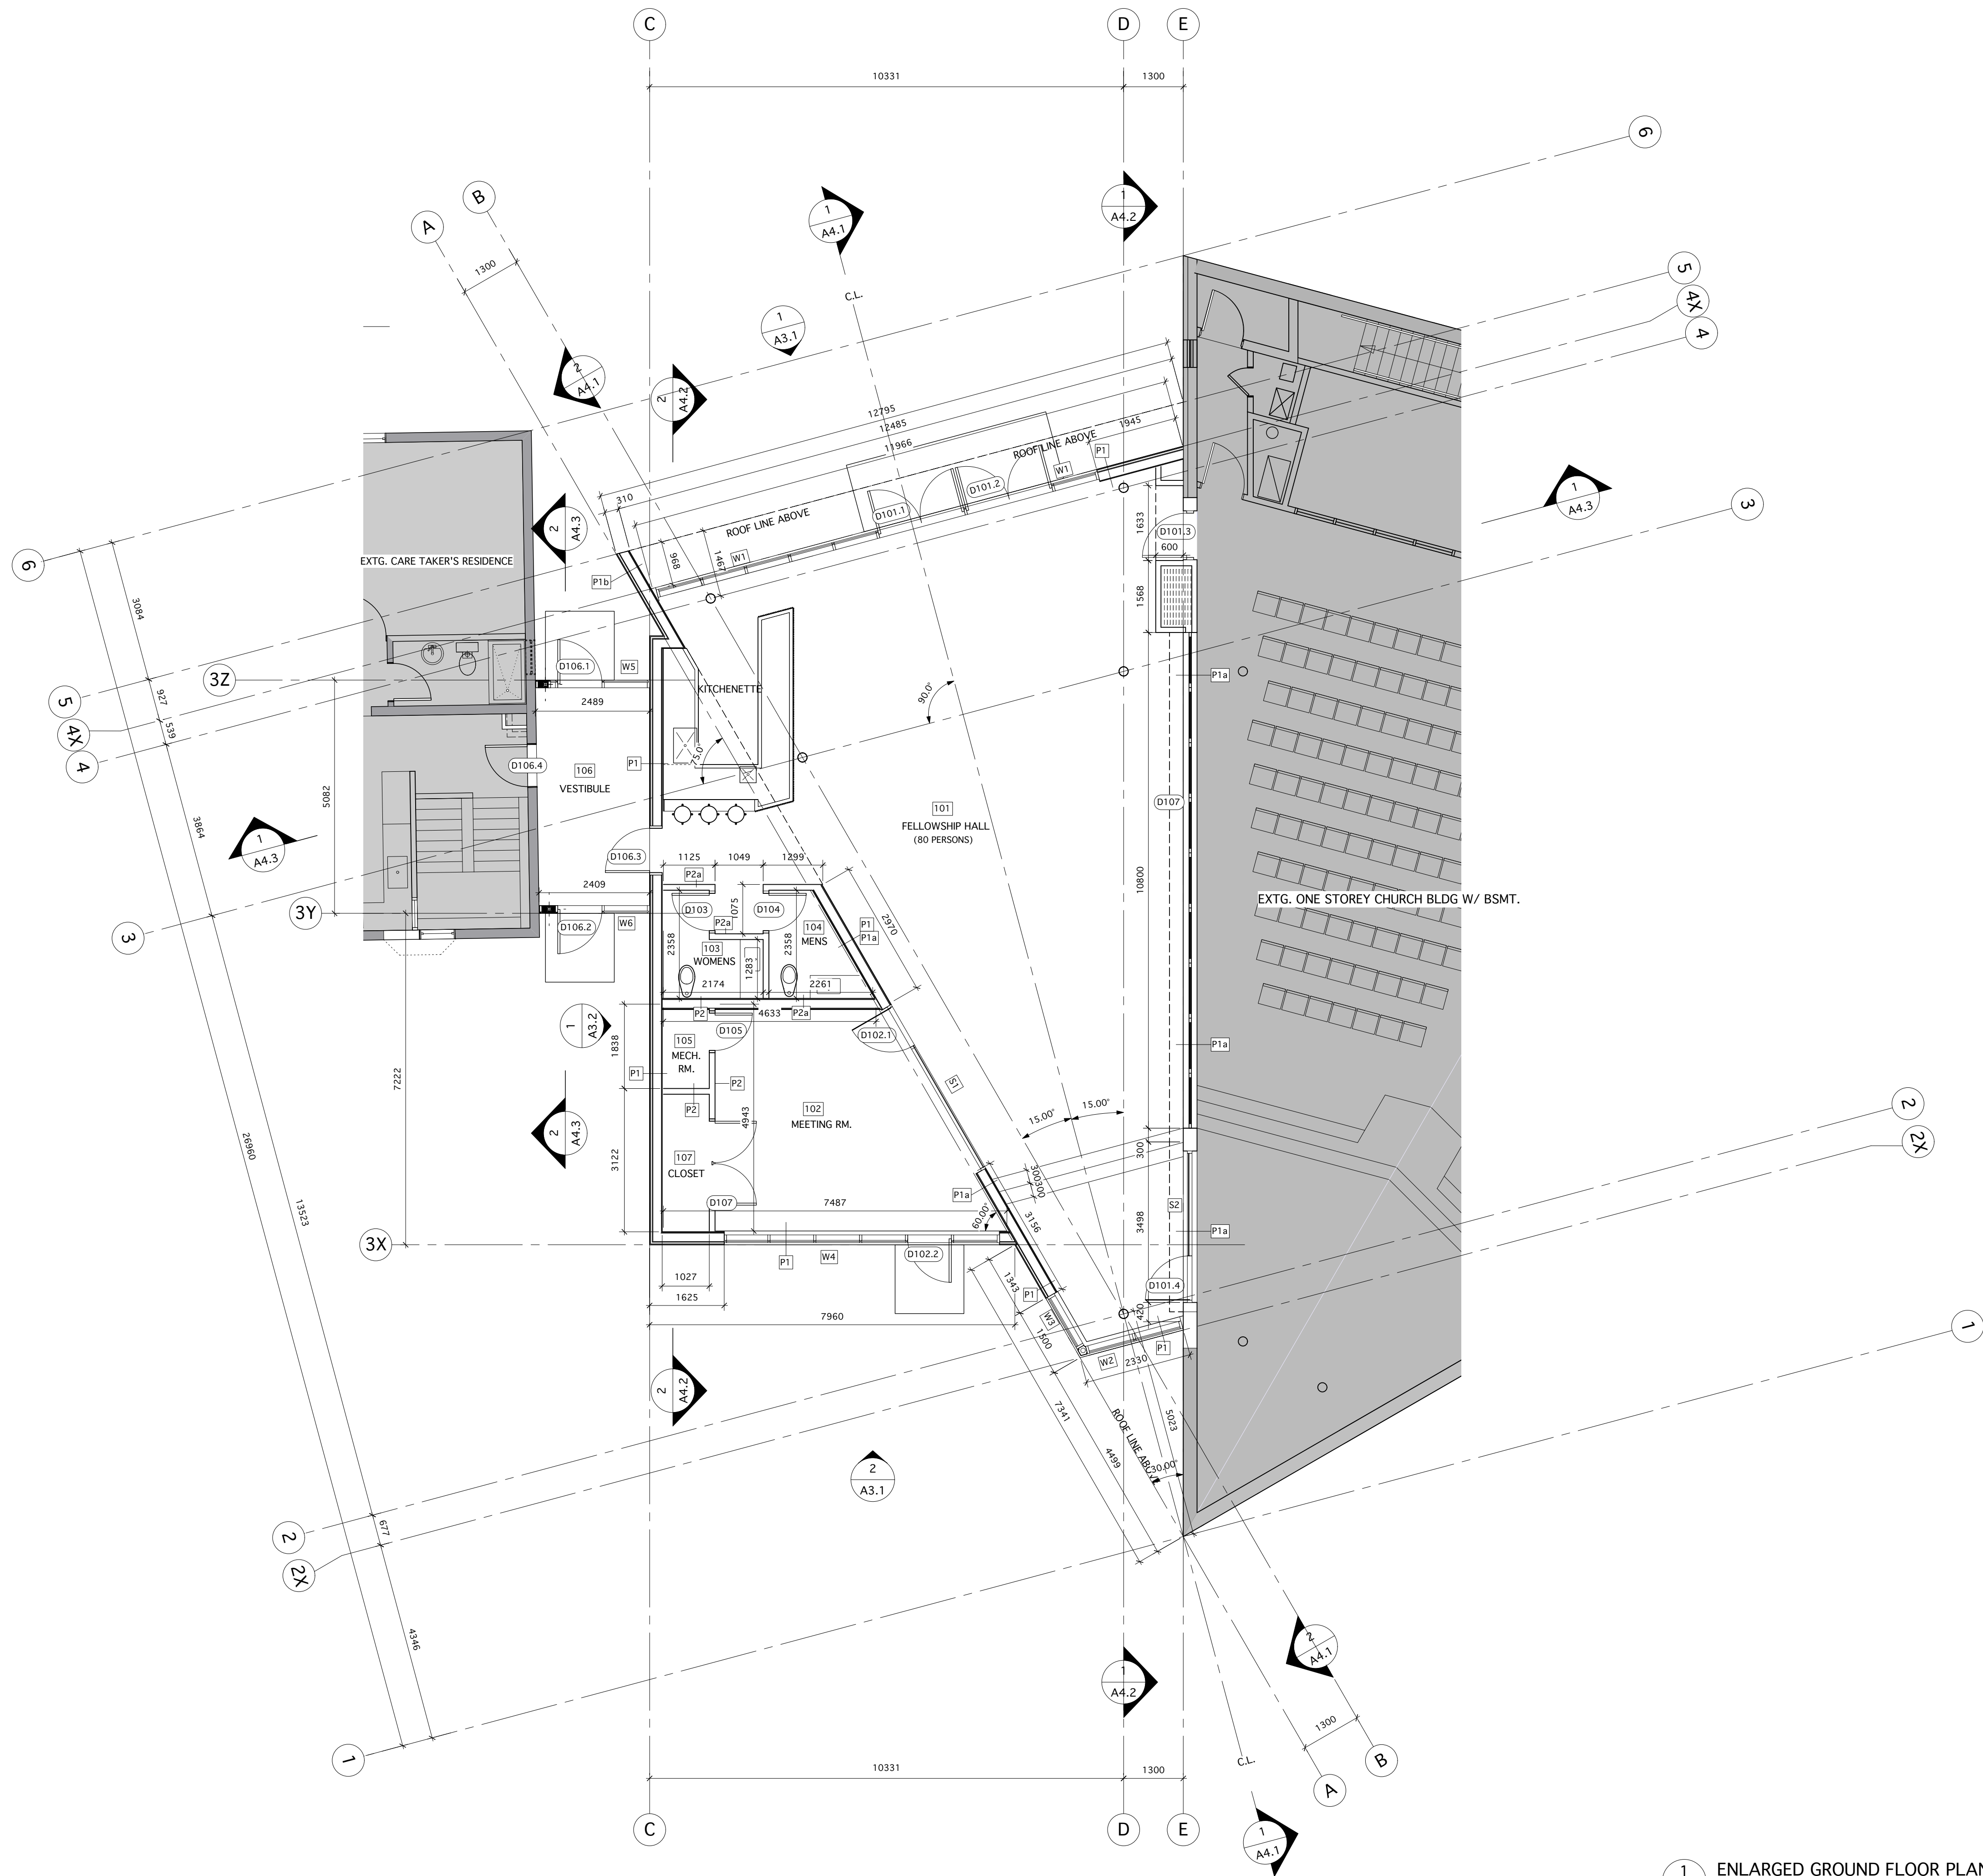 C
D
E
10331
1300
6
B
A
1
A4.2
1
A4.1
1300
5
4X
4
C.L.
1
A3.1
2
A4.1
2
A4.2
12795
12485
11966
1945
ROOF LINE ABOVE
P1
W1
D101.2
D101.1
310
ROOF LINE ABOVE
W1
968
1467
1
A4.3
3
2
A4.3
1633
D101.3
600
1568
6
EXTG. CARE TAKER'S RESIDENCE
P1b
3084
D106.1
W5
3Z
KITCHENETTE
P1a
5
927
2489
90.0°
4X
539
4
D106.4
106
VESTIBULE
P1
75.0
5082
3864
1
A4.3
101
FELLOWSHIP HALL
(80 PERSONS)
D107
D106.3
1125
1049
1299
P2a
2409
10800
EXTG. ONE STOREY CHURCH BLDG W/ BSMT.
3Y
3
D106.2
W6
D103
1075
D104
P2a
104
MENS
P1
P1a
2970
2358
103
WOMENS
1283
2358
2174
2261
P2
4633
P2a
1
A3.2
D105
D102.1
1838
105
MECH.
RM.
P1
P2
P2
P1a
7222
S1
15.00°
15.00°
2
102
MEETING RM.
4943
2
A4.3
2X
26960
3122
107
CLOSET
300
300
300
P1a
D107
7487
60.00°
3156
S2
3498
P1a
13523
3X
P1
W4
D102.2
1027
1625
1343
P1
D101.4
7960
W3
1500
420
P1
1
W2
2330
2
A4.2
7341
ROOF LINE ABOVE
5023
4499
30.00°
2
A3.1
2
677
2X
4346
2
A4.1
1
A4.2
1300
1
B
C.L.
A
10331
1300
C
D
E
1
A4.1
1
ENLARGED GROUND FLOOR PLAN